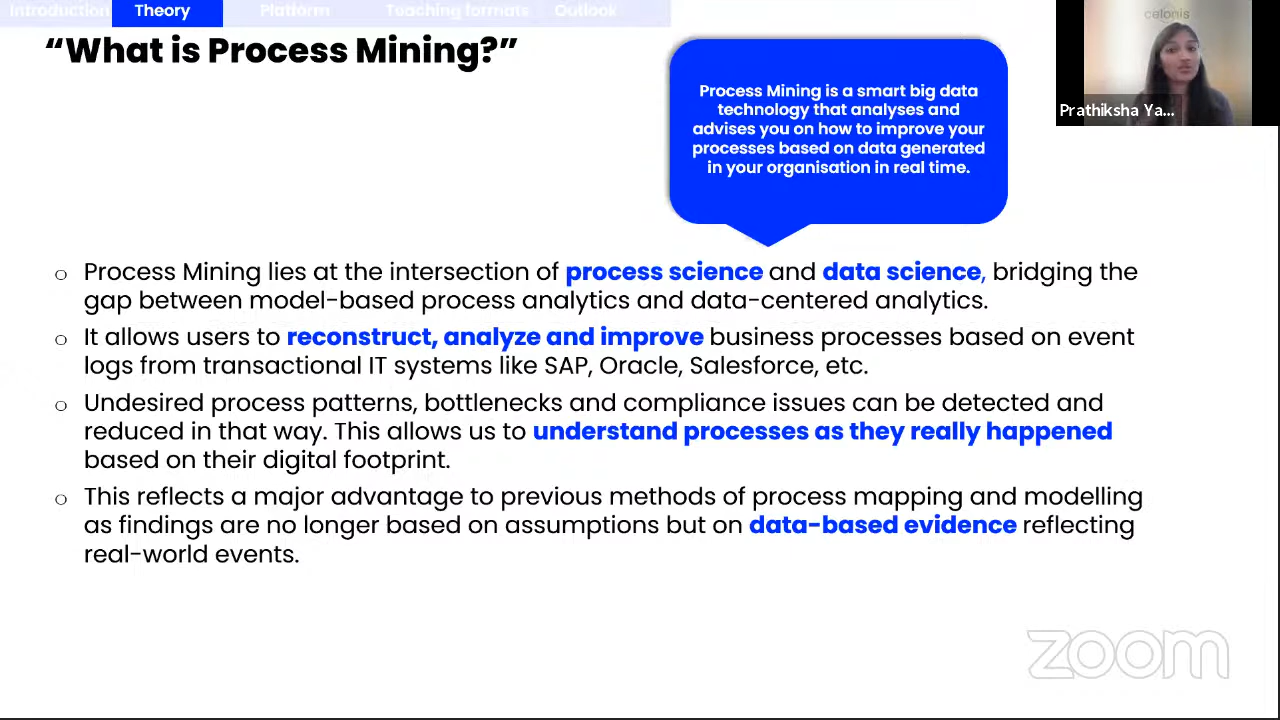 Introduction Theory Platform Teaching formats Outlook
celonis
“What is Process Mining?”
Process Mining is a smart big data
technology that analyses and
advises you on how to improve your
processes based on data generated
in your organisation in real time.
Prathiksha Ya...
○ Process Mining lies at the intersection of process science and data science, bridging the
gap between model-based process analytics and data-centered analytics.
○ It allows users to reconstruct, analyze and improve business processes based on event
logs from transactional IT systems like SAP, Oracle, Salesforce, etc.
○ Undesired process patterns, bottlenecks and compliance issues can be detected and
reduced in that way. This allows us to understand processes as they really happened
based on their digital footprint.
○ This reflects a major advantage to previous methods of process mapping and modelling
as findings are no longer based on assumptions but on data-based evidence reflecting
real-world events.
zoom